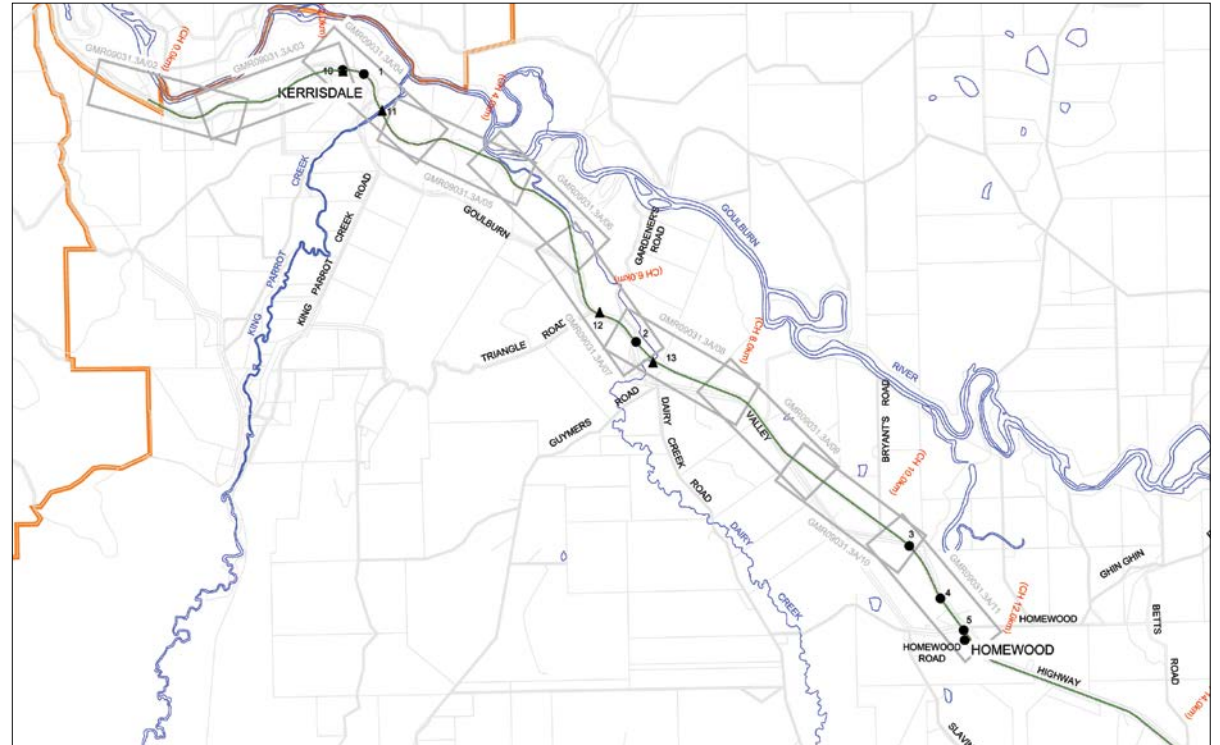 GMR09031.3A/02
(CH 0.0km)
GMR09031.3A/03
GMR09031.3A/04
10
1
KERRISDALE
11
KING PARROT
CREEK
KING PARROT
CREEK ROAD
GMR09031.3A/05
GOULBURN
GMR09031.3A/06
GARDENER'S
ROAD
GOULBURN
RIVER
(CH 6.0km)
12
2
13
TRIANGLE ROAD
GMR09031.3A/07
GMR09031.3A/08
(CH 8.0km)
GUYMERS ROAD
VALLEY
DAIRY
CREEK
ROAD
DAIRY
CREEK
GMR09031.3A/09
BRYANT'S ROAD
(CH 10.0km)
GMR09031.3A/10
3
4
5
GMR09031.3A/11
(CH 12.0km)
HOMEWOOD
HOMEWOOD
ROAD
HOMEWOOD
HIGHWAY
GHIN GHIN
BETTS
ROAD